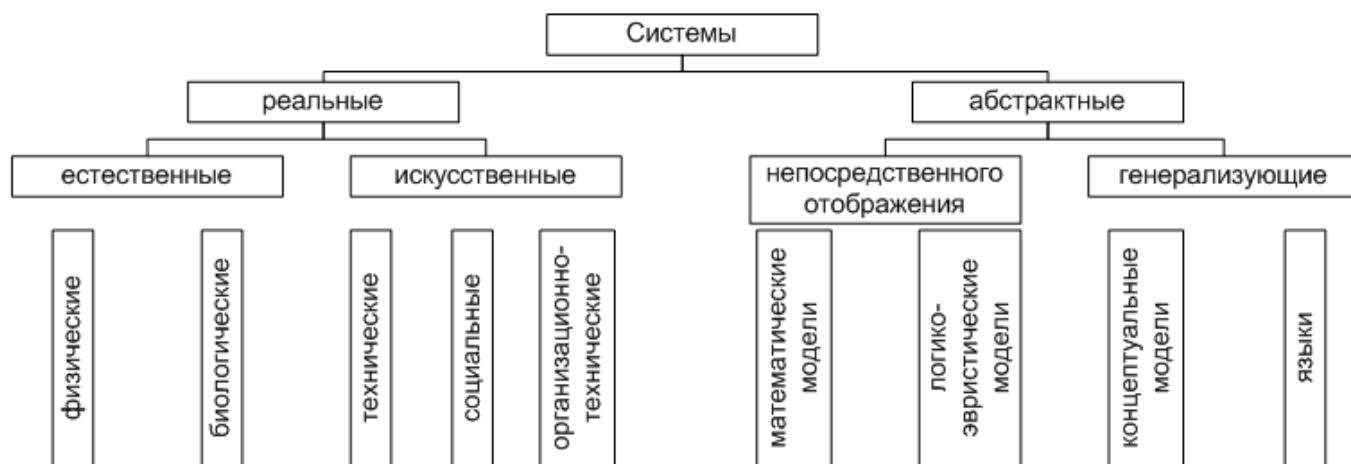 Системы
реальные
абстрактные
естественные
искусственные
непосредственного
отображения
генерализующие
физические
биологические
технические
социальные
организационно-
технические
математические
модели
логико-
эвристические
модели
концептуальные
модели
языки